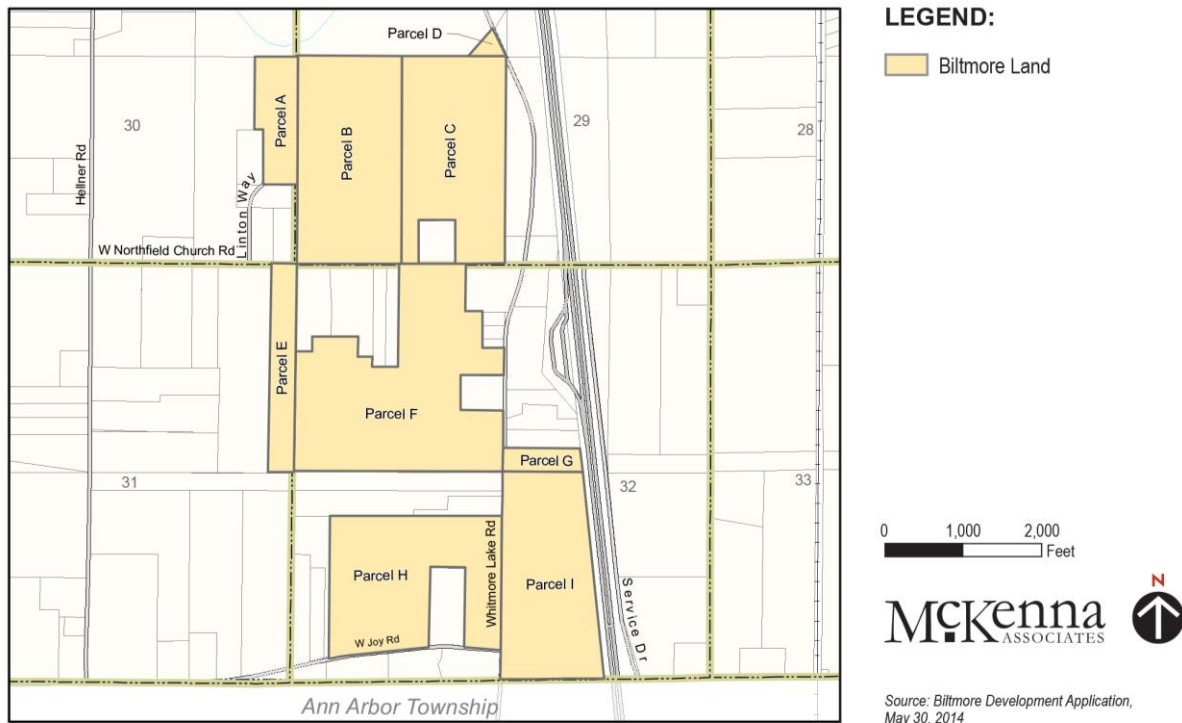 Parcel D
30
29
28
Parcel A
Parcel B
Parcel C
Hellner Rd
Linton Way
W Northfield Church Rd
Parcel E
Parcel F
Parcel G
31
32
33
Parcel H
Whitmore Lake Rd
Parcel I
W Joy Rd
Service Dr
Ann Arbor Township
LEGEND:
Biltmore Land
0 1,000 2,000
Feet
McKenna
ASSOCIATES
N
Source: Biltmore Development Application,
May 30, 2014